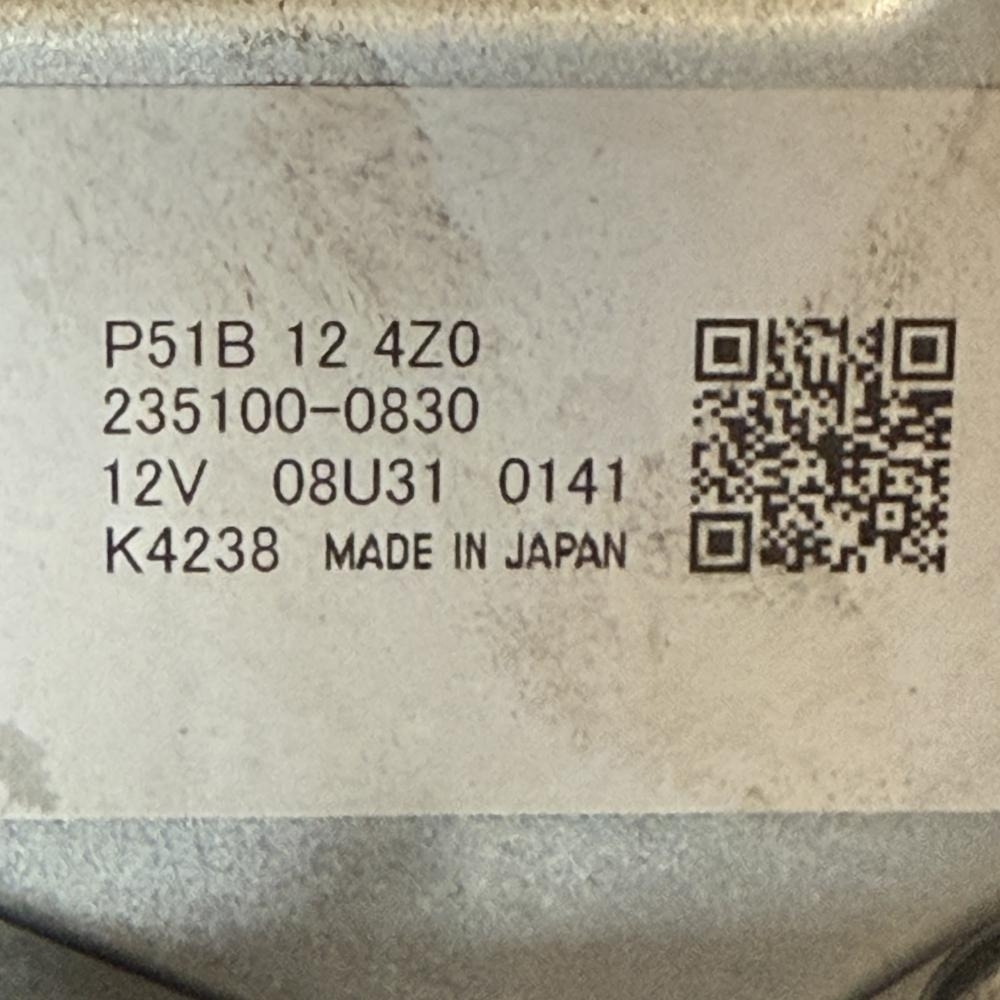 P51B 12 4Z0
235100-0830
12V 08U31 0141
K4238 MADE IN JAPAN